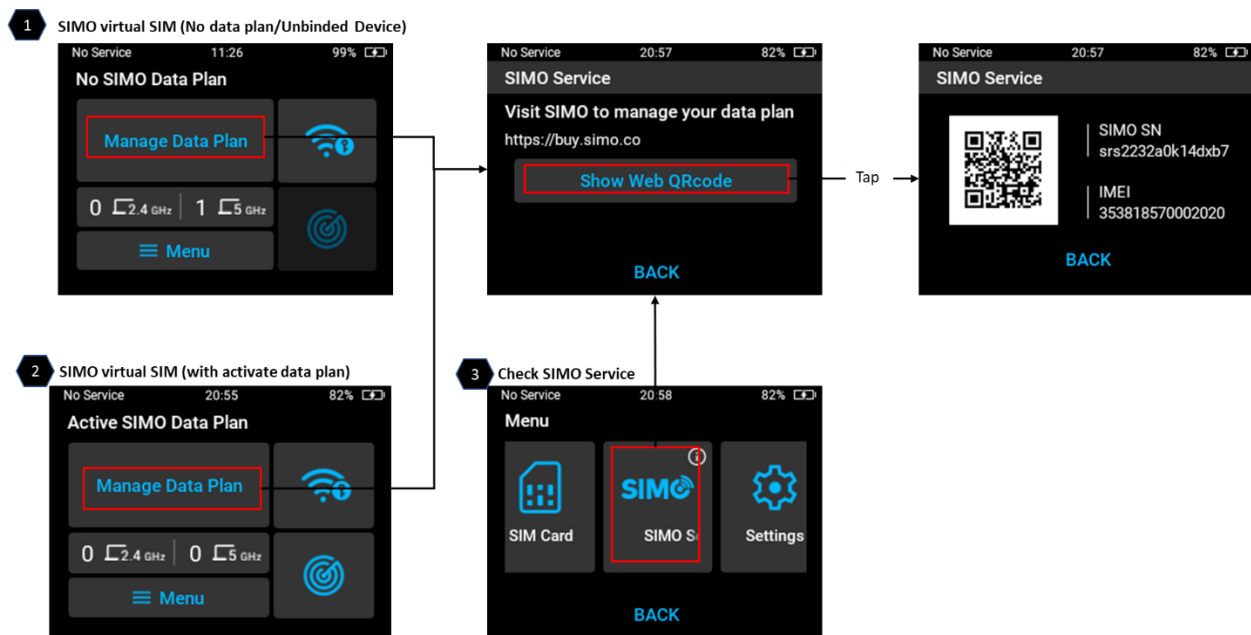 1 SIMO virtual SIM (No data plan/Unbinded Device)
No Service 11:26 99%
No SIMO Data Plan
Manage Data Plan
0 2.4 GHz 1 5 GHz
Menu
No Service 20:57 82%
SIMO Service
Visit SIMO to manage your data plan
https://buy.simo.co
Show Web QRcode
BACK
Tap
No Service 20:57 82%
SIMO Service
SIMO SN
srs2232a0k14dxb7
IMEI
353818570002020
BACK
2 SIMO virtual SIM (with activate data plan)
No Service 20:55 82%
Active SIMO Data Plan
Manage Data Plan
0 2.4 GHz 0 5 GHz
Menu
3 Check SIMO Service
No Service 20:58 82%
Menu
SIMO
SIM Card SIMO Se Settings
BACK